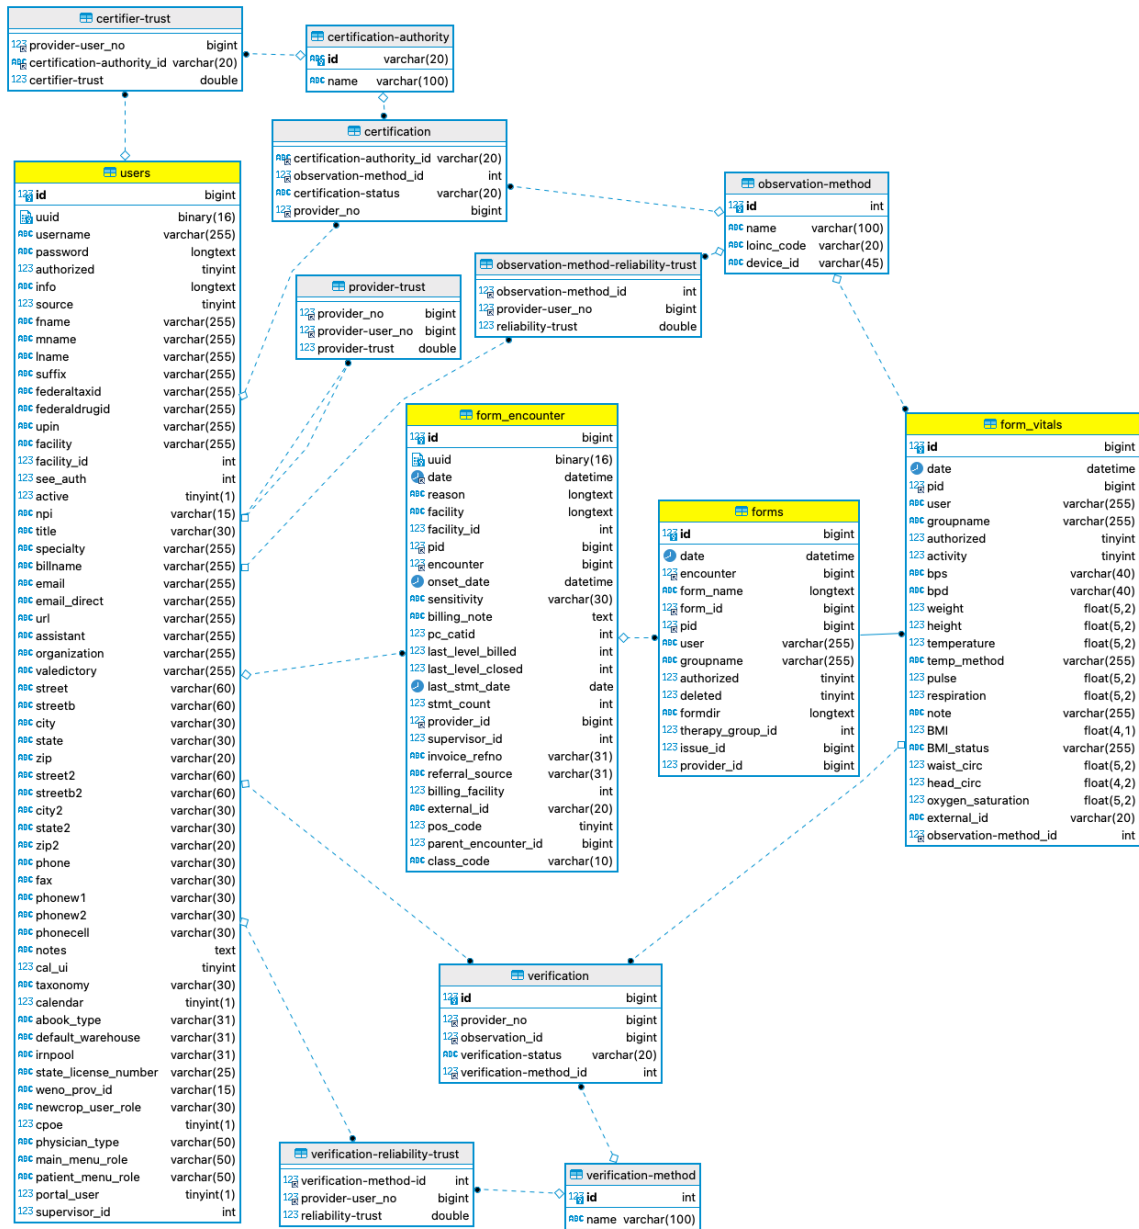 certifier-trust
provider-user_no bigint
certification-authority_id varchar(20)
certifier-trust double
certification-authority
id varchar(20)
name varchar(100)
certification
certification-authority_id varchar(20)
observation-method_id int
certification-status varchar(20)
provider_no bigint
users
id bigint
uuid binary(16)
username varchar(255)
password longtext
authorized tinyint
info longtext
source tinyint
fname varchar(255)
mname varchar(255)
lname varchar(255)
suffix varchar(255)
federaltaxid varchar(255)
federaldrugid varchar(255)
upin varchar(255)
facility varchar(255)
facility_id int
see_auth int
active tinyint(1)
npi varchar(15)
title varchar(30)
specialty varchar(255)
billname varchar(255)
email varchar(255)
email_direct varchar(255)
url varchar(255)
assistant varchar(255)
organization varchar(255)
valedictory varchar(255)
street varchar(60)
streetb varchar(60)
city varchar(30)
state varchar(30)
zip varchar(20)
street2 varchar(60)
streetb2 varchar(60)
city2 varchar(30)
state2 varchar(30)
zip2 varchar(20)
phone varchar(30)
fax varchar(30)
phonew1 varchar(30)
phonew2 varchar(30)
phonecell varchar(30)
notes text
cal_ui tinyint
taxonomy varchar(30)
calendar tinyint(1)
abook_type varchar(31)
default_warehouse varchar(31)
irnpool varchar(31)
state_license_number varchar(25)
weno_prov_id varchar(15)
newcrop_user_role varchar(30)
cpoe tinyint(1)
physician_type varchar(50)
main_menu_role varchar(50)
patient_menu_role varchar(50)
portal_user tinyint(1)
supervisor_id int
observation-method
id int
name varchar(100)
loinc_code varchar(20)
device_id varchar(45)
observation-method-reliability-trust
observation-method_id int
provider-user_no bigint
reliability-trust double
provider-trust
provider_no bigint
provider-user_no bigint
provider-trust double
form_encounter
id bigint
uuid binary(16)
date datetime
reason longtext
facility longtext
facility_id int
pid bigint
encounter bigint
onset_date datetime
sensitivity varchar(30)
billing_note text
pc_catid int
last_level_billed int
last_level_closed int
last_stmt_date date
stmt_count int
provider_id bigint
supervisor_id int
invoice_refno varchar(31)
referral_source varchar(31)
billing_facility int
external_id varchar(20)
pos_code tinyint
parent_encounter_id bigint
class_code varchar(10)
forms
id bigint
date datetime
encounter bigint
form_name longtext
form_id bigint
pid bigint
user varchar(255)
groupname varchar(255)
authorized tinyint
deleted tinyint
formdir longtext
therapy_group_id int
issue_id bigint
provider_id bigint
form_vitals
id bigint
date datetime
pid bigint
user varchar(255)
groupname varchar(255)
authorized tinyint
activity tinyint
bps varchar(40)
bpd varchar(40)
weight float(5,2)
height float(5,2)
temperature float(5,2)
temp_method varchar(255)
pulse float(5,2)
respiration float(5,2)
note varchar(255)
BMI float(4,1)
BMI_status varchar(255)
waist_circ float(5,2)
head_circ float(4,2)
oxygen_saturation float(5,2)
external_id varchar(20)
observation-method_id int
verification
id bigint
provider_no bigint
observation_id bigint
verification-status varchar(20)
verification-method_id int
verification-reliability-trust
verification-method-id int
provider-user_no bigint
reliability-trust double
verification-method
id int
name varchar(100)